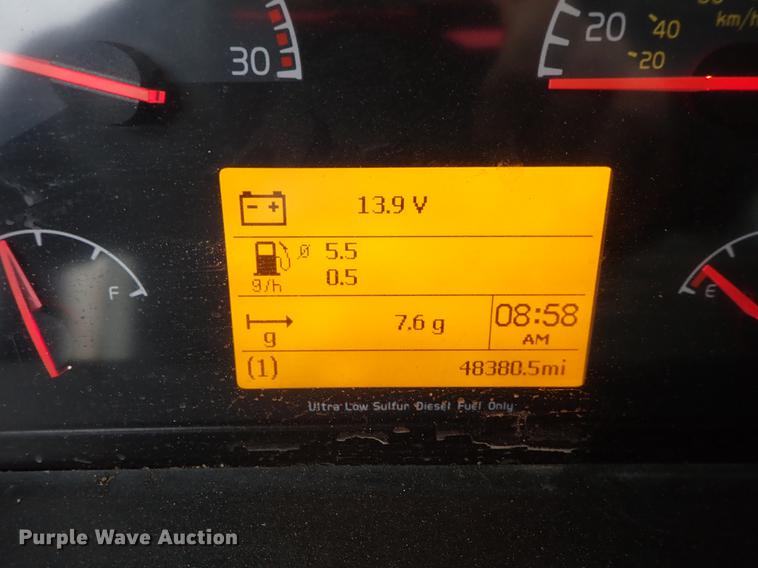 30
20
40
km/h
20
13.9 V
ø 5.5
0.5
g/h
F
E
7.6 g
g
08:58
AM
(1)
48380.5mi
Ultra Low Sulfur Diesel Fuel Only
Purple Wave Auction